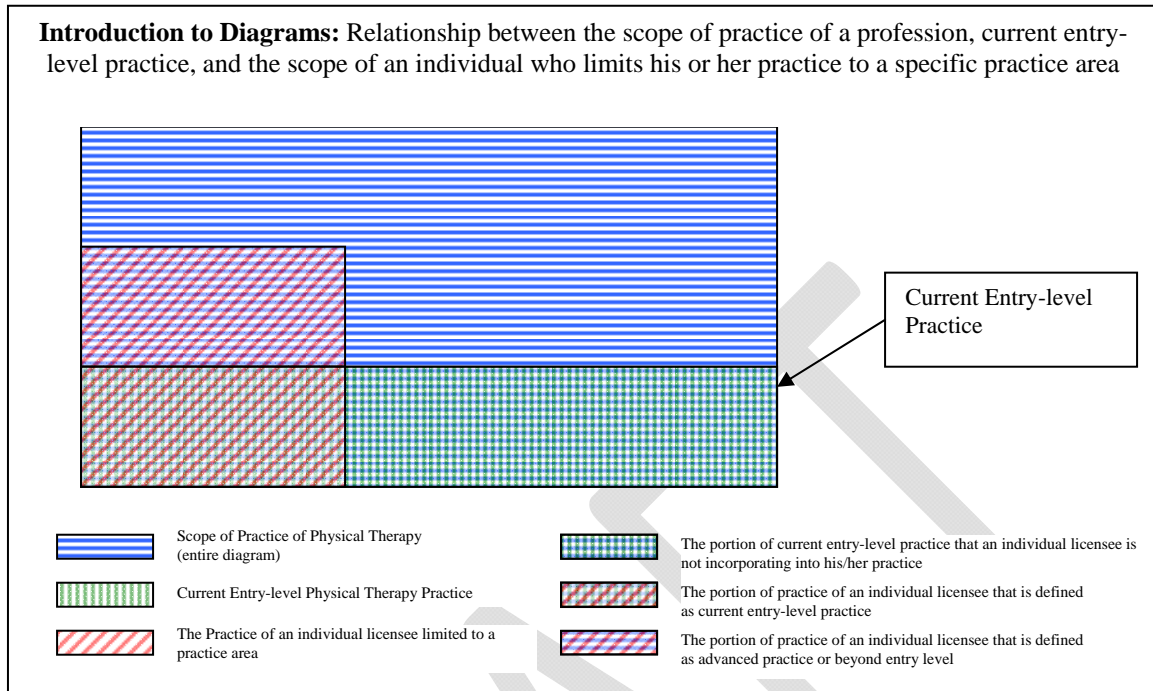 Introduction to Diagrams: Relationship between the scope of practice of a profession, current entry-
level practice, and the scope of an individual who limits his or her practice to a specific practice area
Current Entry-level
Practice
Scope of Practice of Physical Therapy
(entire diagram)
Current Entry-level Physical Therapy Practice
The Practice of an individual licensee limited to a
practice area
The portion of current entry-level practice that an individual licensee is
not incorporating into his/her practice
The portion of practice of an individual licensee that is defined
as current entry-level practice
The portion of practice of an individual licensee that is defined
as advanced practice or beyond entry level